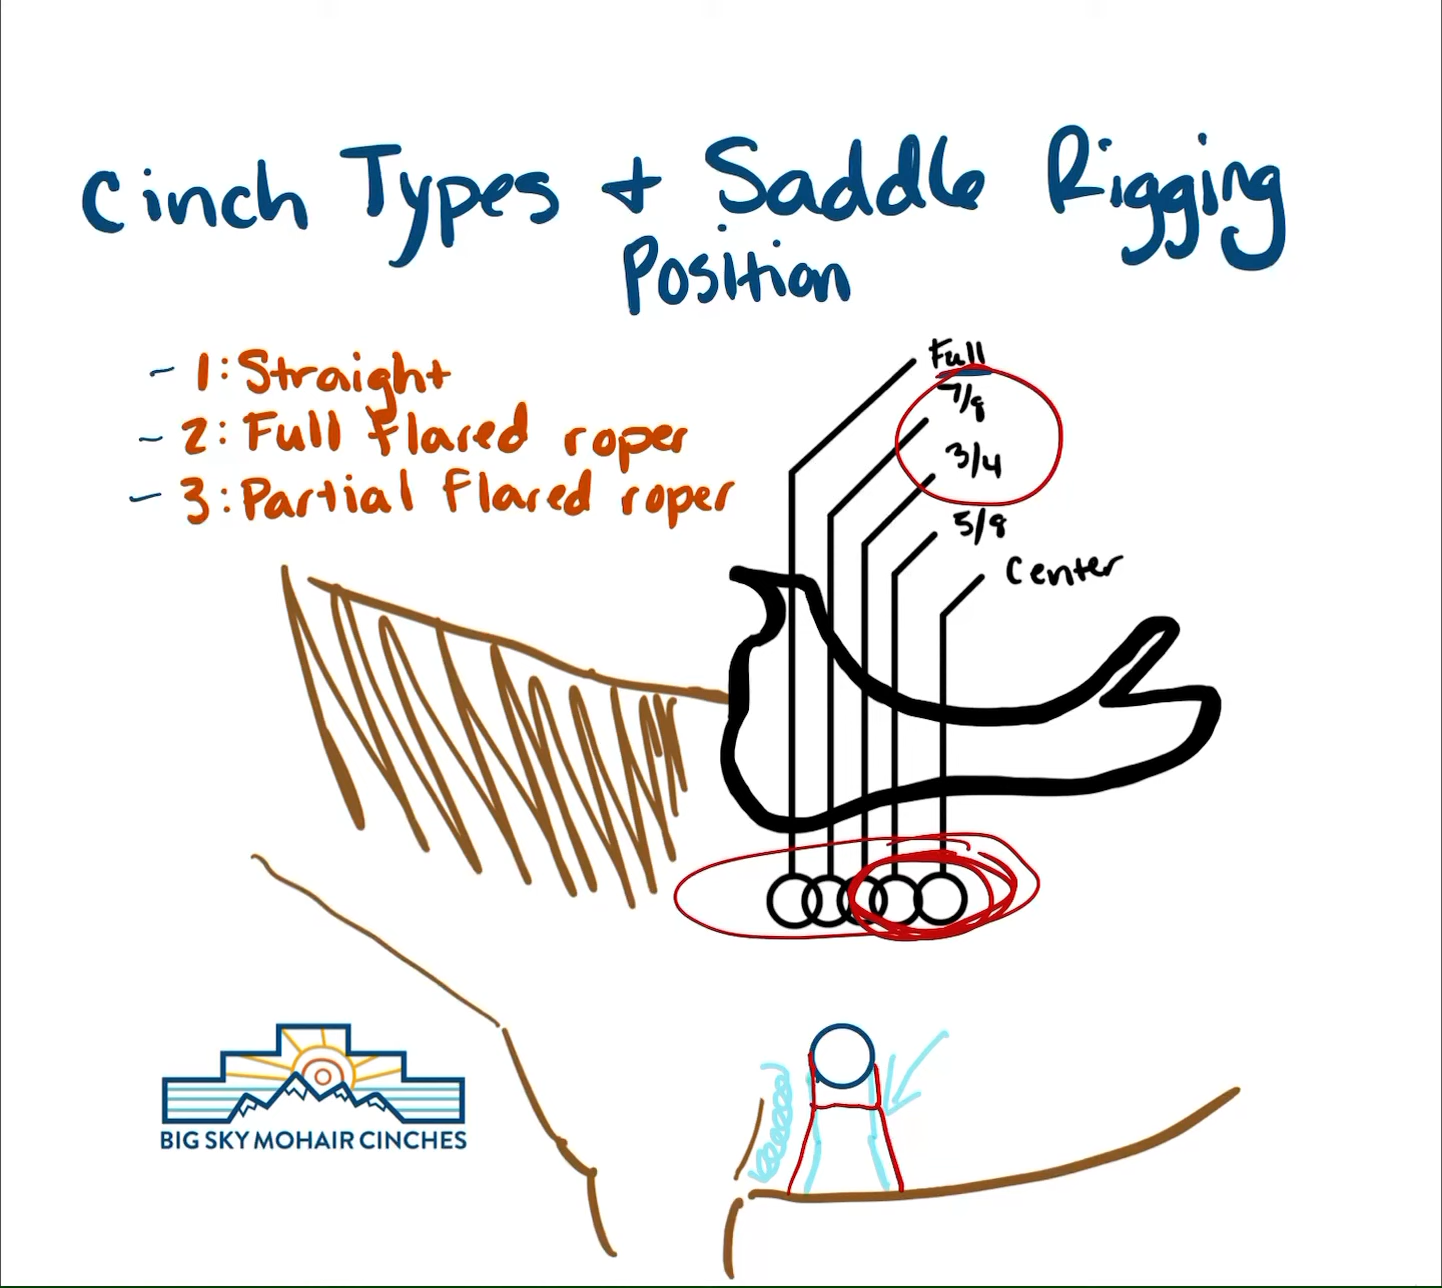 Cinch Types + Saddle Rigging
Position
- 1: Straight
- 2: Full flared roper
- 3: Partial Flared roper
Full
7/8
3/4
5/8
Center
BIG SKY MOHAIR CINCHES